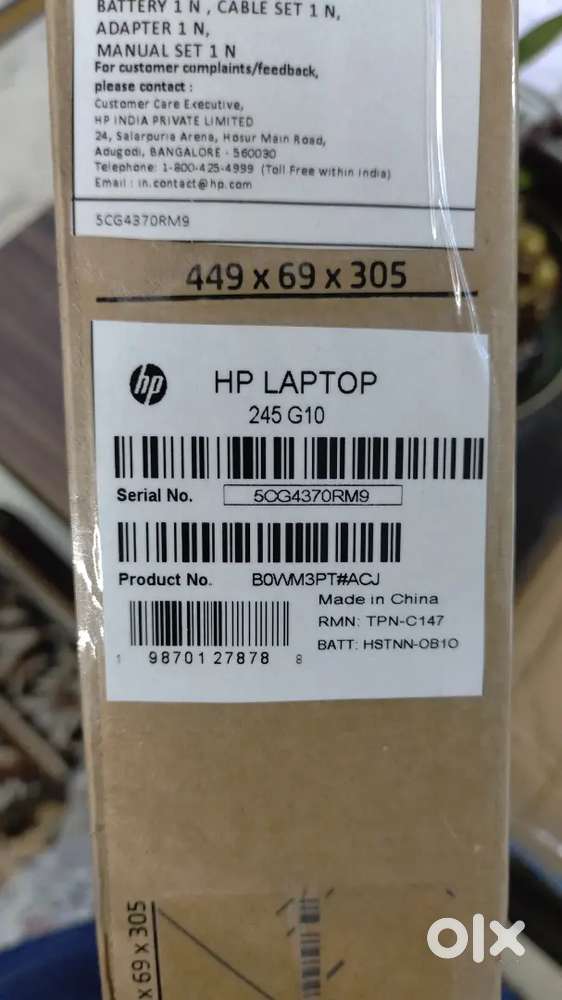 BATTERY 1 N , CABLE SET 1 N,
ADAPTER 1 N,
MANUAL SET 1 N
For customer complaints/feedback,
please contact :
Customer Care Executive,
HP INDIA PRIVATE LIMITED
24, Salarpuria Arena, Hosur Main Road,
Adugodi, BANGALORE - 560030
Telephone: 1-800-425-4999 (Toll Free within India)
Email : in.contact@hp.com
5CG4370RM9
449 x 69 x 305
hp
HP LAPTOP
245 G10
Serial No. 5CG4370RM9
Product No. B0WM3PT#ACJ
Made in China
RMN: TPN-C147
BATT: HSTNN-OB1O
1 98701 27878 8
x 69 x 305
olx